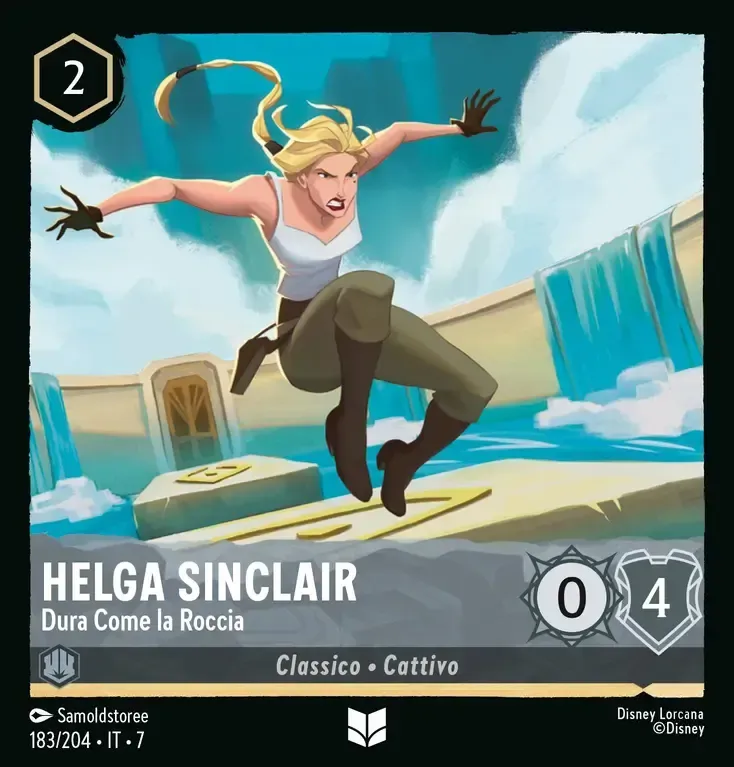 2
HELGA SINCLAIR
Dura Come la Roccia
0
4
Classico • Cattivo
Samoldstoree
183/204 • IT • 7
Disney Lorcana
©Disney